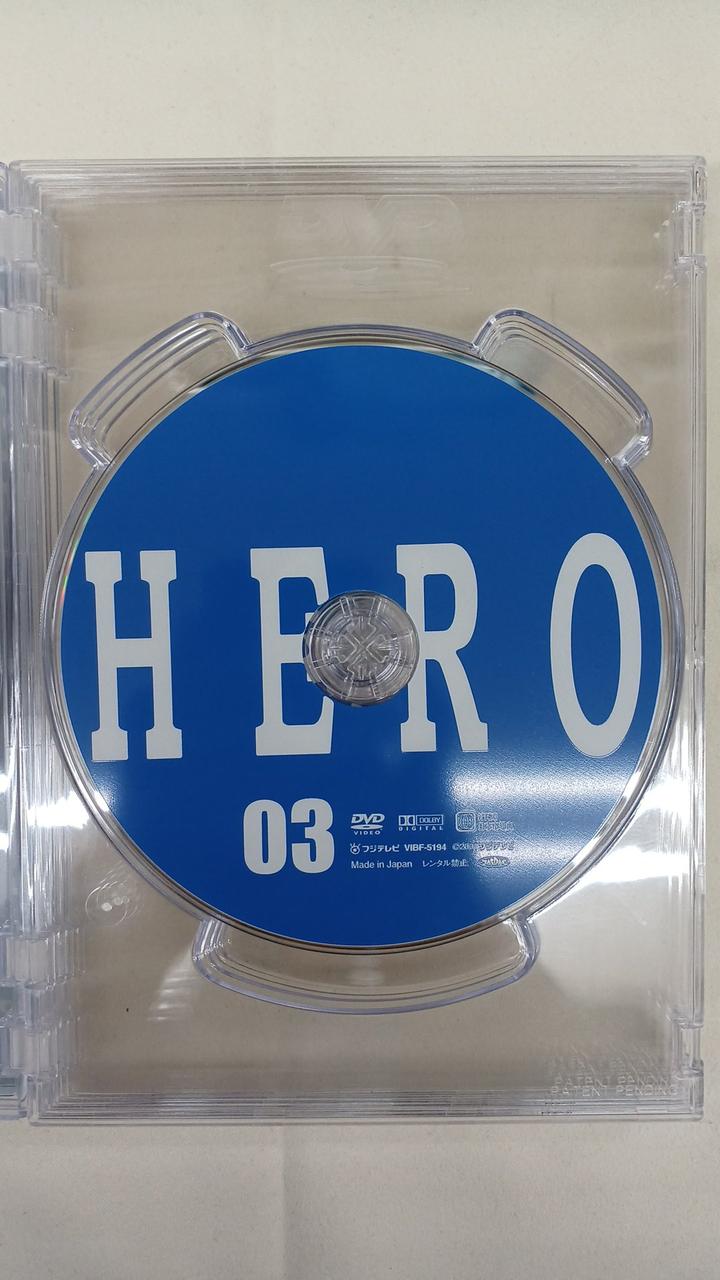 DVD
HERO
03
DVD
VIDEO
DOLBY
DIGITAL
フジテレビ VIBF-5194
Made in Japan レンタル禁止
PATENT PENDING
PATENT PENDING